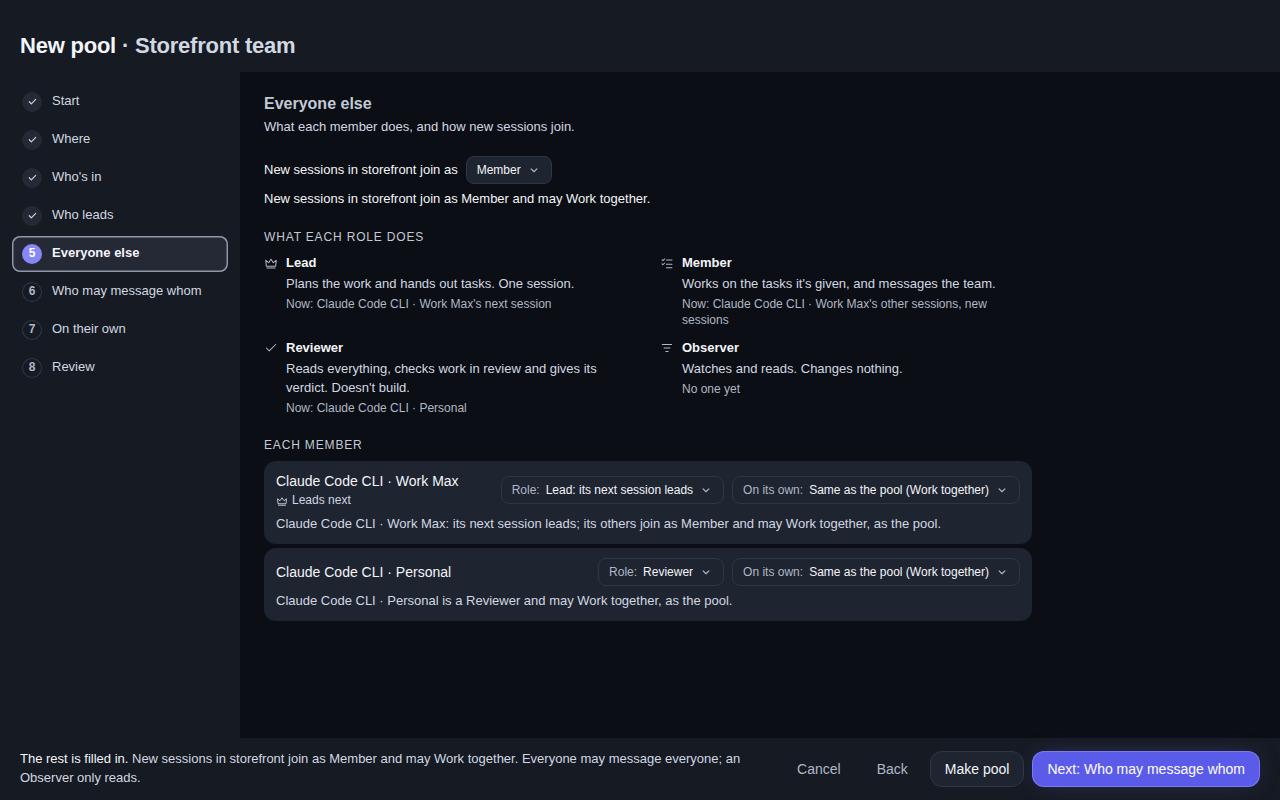 New pool · Storefront team
Start
Where
Who's in
Who leads
5 Everyone else
6 Who may message whom
7 On their own
8 Review
Everyone else
What each member does, and how new sessions join.
New sessions in storefront join as Member
New sessions in storefront join as Member and may Work together.
WHAT EACH ROLE DOES
Lead
Plans the work and hands out tasks. One session.
Now: Claude Code CLI · Work Max's next session
Member
Works on the tasks it's given, and messages the team.
Now: Claude Code CLI · Work Max's other sessions, new
sessions
Reviewer
Reads everything, checks work in review and gives its
verdict. Doesn't build.
Now: Claude Code CLI · Personal
Observer
Watches and reads. Changes nothing.
No one yet
EACH MEMBER
Claude Code CLI · Work Max
Leads next
Role: Lead: its next session leads
On its own: Same as the pool (Work together)
Claude Code CLI · Work Max: its next session leads; its others join as Member and may Work together, as the pool.
Claude Code CLI · Personal
Role: Reviewer
On its own: Same as the pool (Work together)
Claude Code CLI · Personal is a Reviewer and may Work together, as the pool.
The rest is filled in. New sessions in storefront join as Member and may Work together. Everyone may message everyone; an
Observer only reads.
Cancel
Back
Make pool
Next: Who may message whom